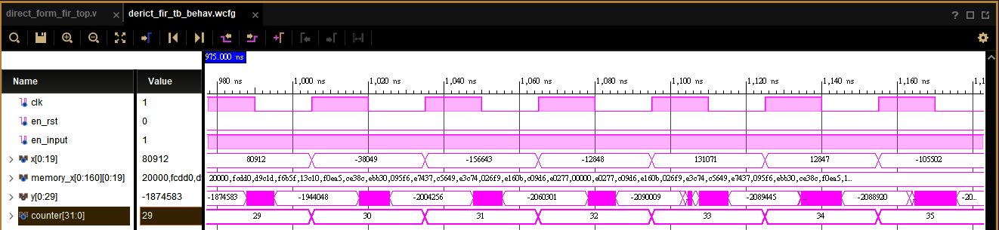 direct_form_fir_top.v × derict_fir_tb_behav.wcfg ×
975.000 ns
980 ns 1,000 ns 1,020 ns 1,040 ns 1,060 ns 1,080 ns 1,100 ns 1,120 ns 1,140 ns 1,160 ns
Name Value
clk 1
en_rst 0
en_input 1
x[0:19] 80912 80912 -38049 -156643 -12848 131071 12847 -105502
memory_x[0:160][0:19] 20000,fcdd0,d 20000,fcdd0,d9c1d,f6b5f,13c10,f0ea5,ce38c,ebb30,095f6,e7437,c5649,e3c74,026f9,e160b,c09d6,e0277,00000,e0277,c09d6,e160b,026f9,e3c74,c5649,e7437,095f6,ebb30,ce38c,f0ea5,1...
y[0:29] -1874583 -1874583 -1944048 -2004256 -2060301 -2090009 -2089445 ... -2088920 -20...
counter[31:0] 29 29 30 31 32 33 34 35